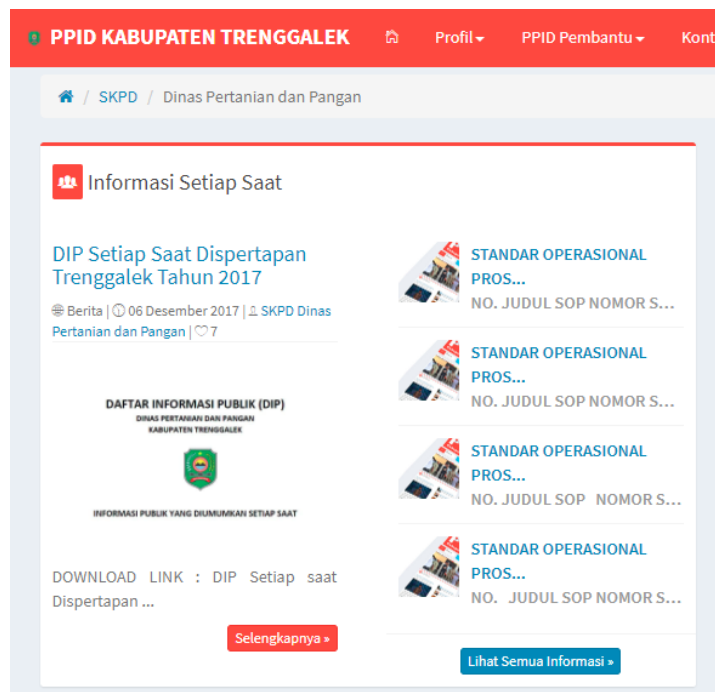 PPID KABUPATEN TRENGGALEK Profil PPID Pembantu Kont
/ SKPD / Dinas Pertanian dan Pangan
Informasi Setiap Saat
DIP Setiap Saat Dispertapan
Trenggalek Tahun 2017
Berita | 06 Desember 2017 | SKPD Dinas
Pertanian dan Pangan | 7
DAFTAR INFORMASI PUBLIK (DIP)
DINAS PERTANIAN DAN PANGAN
KABUPATEN TRENGGALEK
INFORMASI PUBLIK YANG DIUMUMKAN SETIAP SAAT
DOWNLOAD LINK : DIP Setiap saat
Dispertapan ...
Selengkapnya »
STANDAR OPERASIONAL
PROS...
NO. JUDUL SOP NOMOR S...
STANDAR OPERASIONAL
PROS...
NO. JUDUL SOP NOMOR S...
STANDAR OPERASIONAL
PROS...
NO. JUDUL SOP NOMOR S...
STANDAR OPERASIONAL
PROS...
NO. JUDUL SOP NOMOR S...
Lihat Semua Informasi »